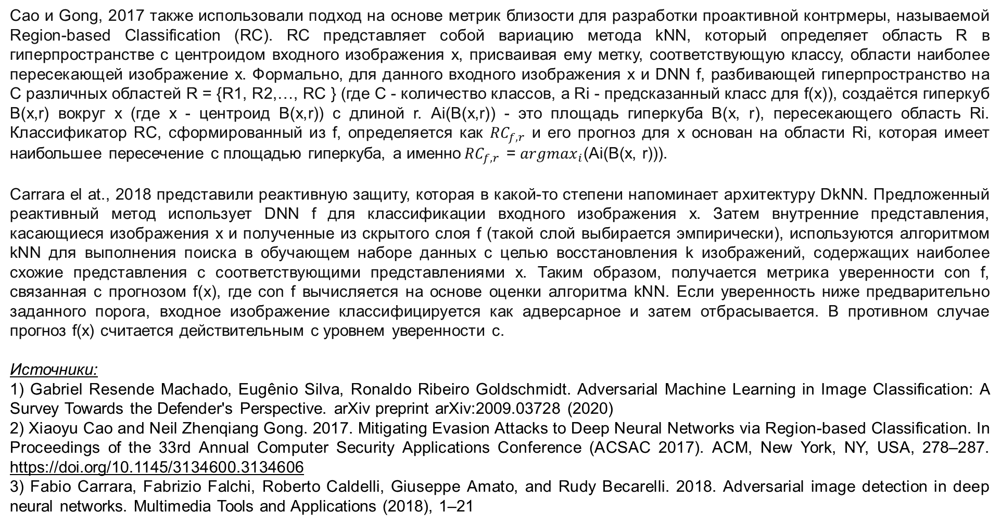 Cao и Gong, 2017 также использовали подход на основе метрик близости для разработки проактивной контрмеры, называемой
Region-based Classification (RC). RC представляет собой вариацию метода kNN, который определяет область R в
гиперпространстве с центроидом входного изображения x, присваивая ему метку, соответствующую классу, области наиболее
пересекающей изображение x. Формально, для данного входного изображения x и DNN f, разбивающей гиперпространство на
C различных областей R = {R1, R2,…, RC } (где C - количество классов, а Ri - предсказанный класс для f(x)), создаётся гиперкуб
B(x,r) вокруг x (где x - центроид B(x,r)) с длиной r. Ai(B(x,r)) - это площадь гиперкуба B(x, r), пересекающего область Ri.
Классификатор RC, сформированный из f, определяется как 𝑅𝐶𝑓,𝑟 и его прогноз для x основан на области Ri, которая имеет
наибольшее пересечение с площадью гиперкуба, а именно 𝑅𝐶𝑓,𝑟 = 𝑎𝑟𝑔𝑚𝑎𝑥𝑖(Ai(B(x, r))).
Carrara el at., 2018 представили реактивную защиту, которая в какой-то степени напоминает архитектуру DkNN. Предложенный
реактивный метод использует DNN f для классификации входного изображения x. Затем внутренние представления,
касающиеся изображения x и полученные из скрытого слоя f (такой слой выбирается эмпирически), используются алгоритмом
kNN для выполнения поиска в обучающем наборе данных с целью восстановления k изображений, содержащих наиболее
схожие представления с соответствующими представлениями x. Таким образом, получается метрика уверенности con f,
связанная с прогнозом f(x), где con f вычисляется на основе оценки алгоритма kNN. Если уверенность ниже предварительно
заданного порога, входное изображение классифицируется как адверсарное и затем отбрасывается. В противном случае
прогноз f(x) считается действительным с уровнем уверенности c.
Источники:
1) Gabriel Resende Machado, Eugênio Silva, Ronaldo Ribeiro Goldschmidt. Adversarial Machine Learning in Image Classification: A
Survey Towards the Defender's Perspective. arXiv preprint arXiv:2009.03728 (2020)
2) Xiaoyu Cao and Neil Zhenqiang Gong. 2017. Mitigating Evasion Attacks to Deep Neural Networks via Region-based Classification. In
Proceedings of the 33rd Annual Computer Security Applications Conference (ACSAC 2017). ACM, New York, NY, USA, 278–287.
https://doi.org/10.1145/3134600.3134606
3) Fabio Carrara, Fabrizio Falchi, Roberto Caldelli, Giuseppe Amato, and Rudy Becarelli. 2018. Adversarial image detection in deep
neural networks. Multimedia Tools and Applications (2018), 1–21